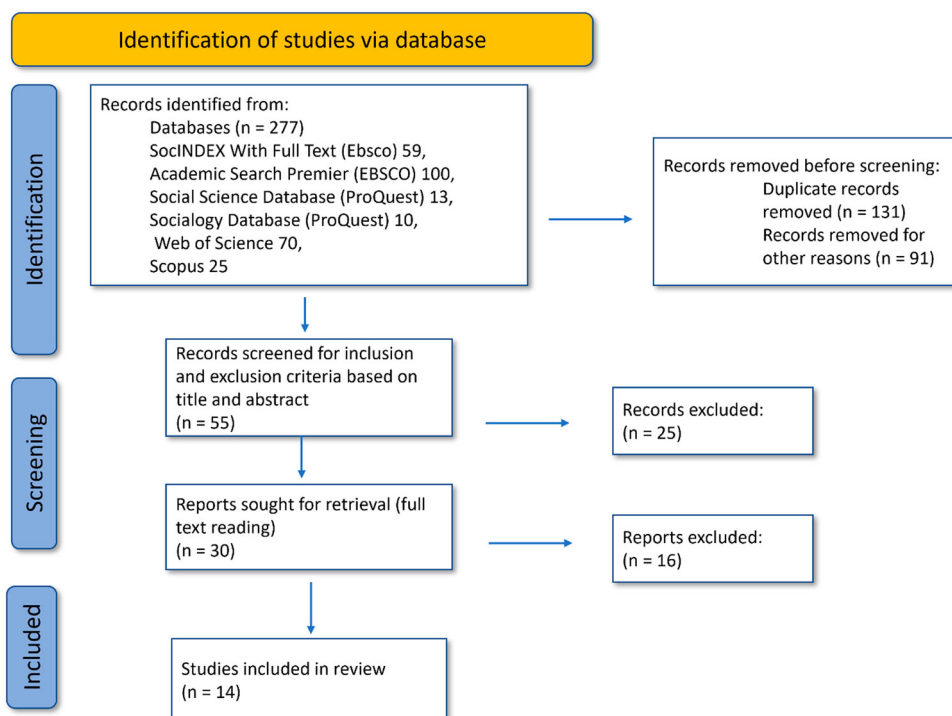 Identification of studies via database
Identification
Records identified from:
Databases (n = 277)
SocINDEX With Full Text (Ebsco) 59,
Academic Search Premier (EBSCO) 100,
Social Science Database (ProQuest) 13,
Socialogy Database (ProQuest) 10,
Web of Science 70,
Scopus 25
Records removed before screening:
Duplicate records
removed (n = 131)
Records removed for
other reasons (n = 91)
Screening
Records screened for inclusion
and exclusion criteria based on
title and abstract
(n = 55)
Records excluded:
(n = 25)
Reports sought for retrieval (full
text reading)
(n = 30)
Reports excluded:
(n = 16)
Included
Studies included in review
(n = 14)